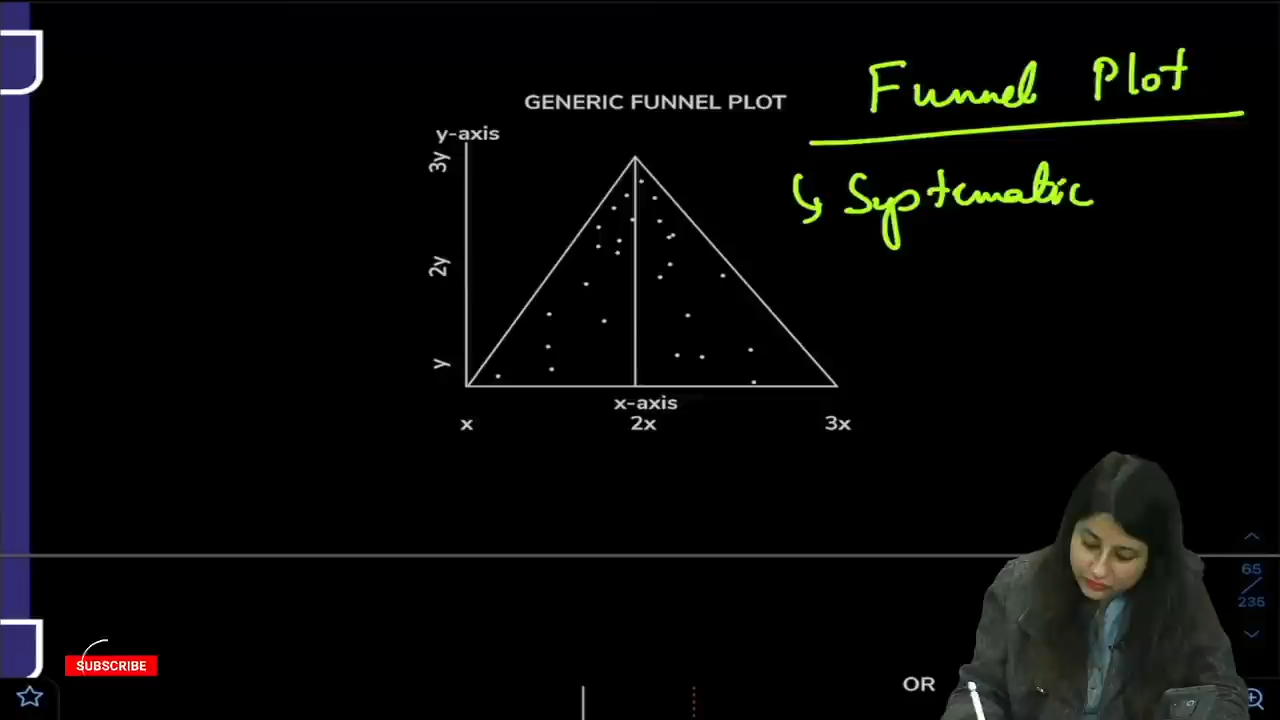 Funnel Plot
GENERIC FUNNEL PLOT
y-axis
3y
↳ Systematic
2y
y
x-axis
x 2x 3x
65
235
SUBSCRIBE
OR